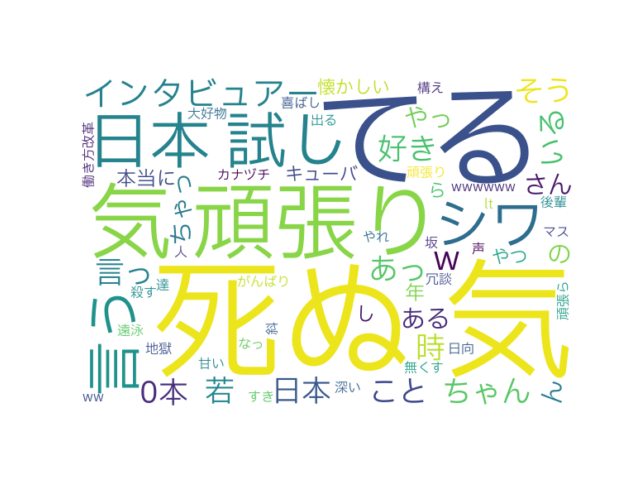 インタビュアー
懐かしい
構え
そう
大好物
喜ばし
出る
てる
日本
試し
やっ
好き
いる
働き方改革
本当に
カナヅチ
キューバ
頑張り
ら
wwwwww
さん
ちゃっ
気
頑張り
シワ
lt
後輩
人
やれ
坂
声
マス
w
やつ
の
言っ
あっ
殺す
達
がんばり
死ぬ
気
冗談
年
言う
遠泳
し
ある
頑張ら
地獄
なっ
時
日向
甘い
無くす
ww
0本
若
すき
日本
深い
こと
ちゃん
ん